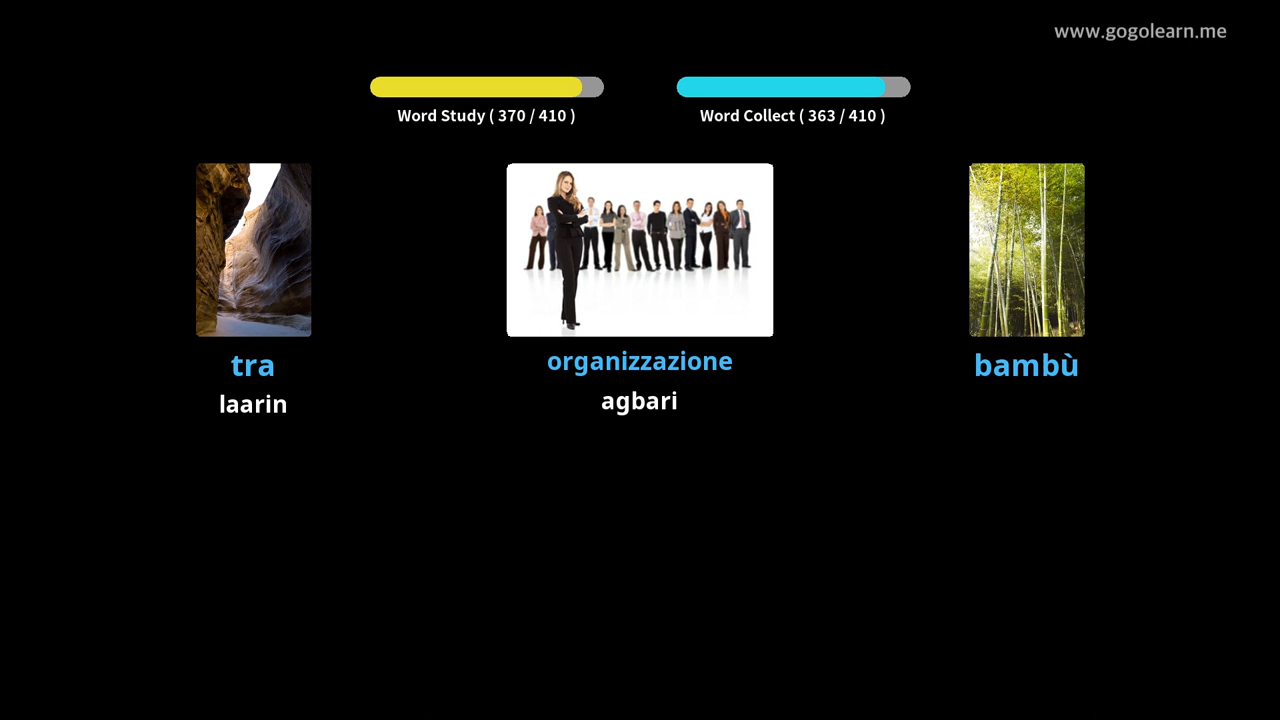 www.gogolearn.me
Word Study ( 370 / 410 )
Word Collect ( 363 / 410 )
tra
laarin
organizzazione
agbari
bambù